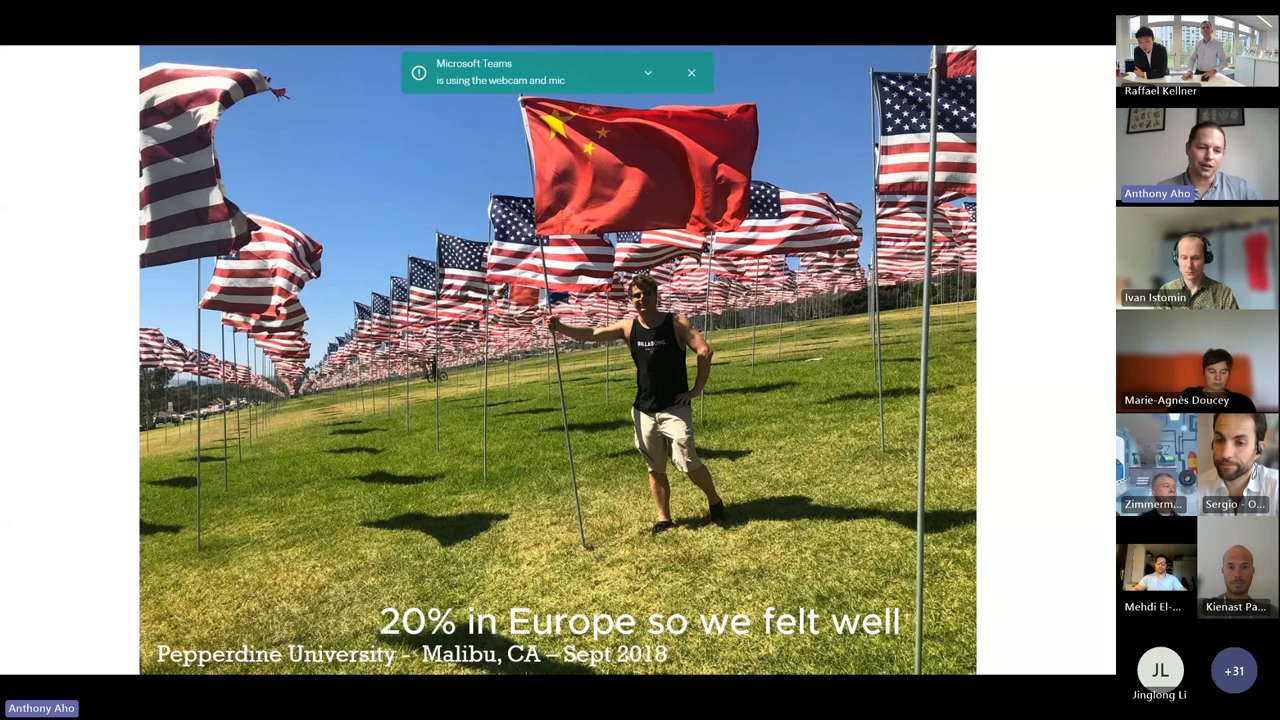 Microsoft Teams
is using the webcam and mic
BILLABONG
20% in Europe so we felt well
Pepperdine University - Malibu, CA – Sept 2018
Anthony Aho
Raffael Kellner
Anthony Aho
Ivan Istomin
Marie-Agnès Doucey
Zimmerm...
Sergio - O...
Mehdi El-...
Kienast Pa...
JL
+31
Jinglong Li